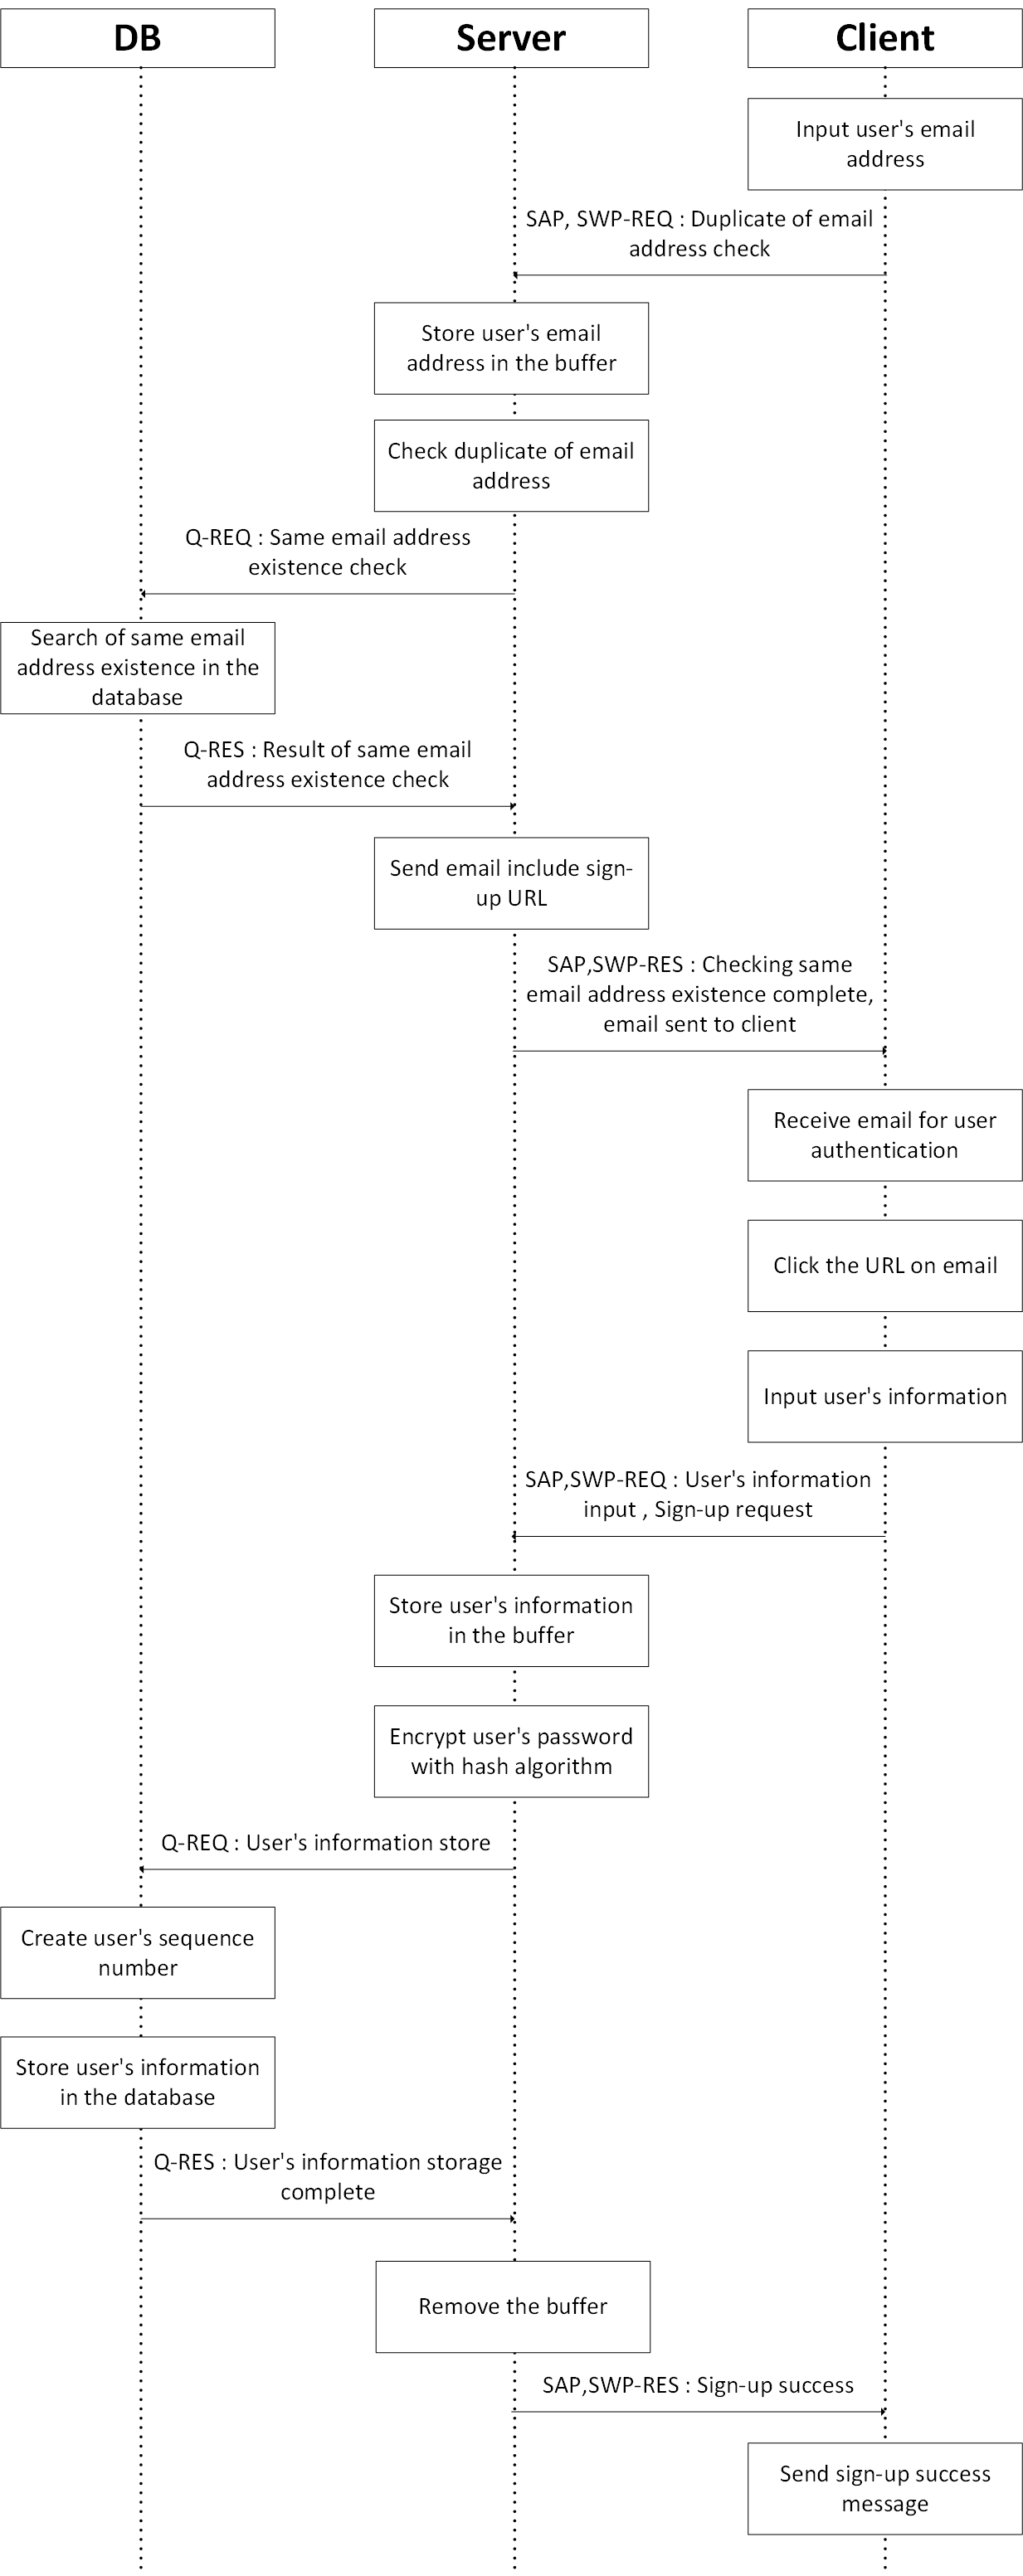 DB
Server
Client
Input user's email
address
SAP, SWP-REQ : Duplicate of email
address check
Store user's email
address in the buffer
Check duplicate of email
address
Q-REQ : Same email address
existence check
Search of same email
address existence in the
database
Q-RES : Result of same email
address existence check
Send email include sign-
up URL
SAP,SWP-RES : Checking same
email address existence complete,
email sent to client
Receive email for user
authentication
Click the URL on email
Input user's information
SAP,SWP-REQ : User's information
input , Sign-up request
Store user's information
in the buffer
Encrypt user's password
with hash algorithm
Q-REQ : User's information store
Create user's sequence
number
Store user's information
in the database
Q-RES : User's information storage
complete
Remove the buffer
SAP,SWP-RES : Sign-up success
Send sign-up success
message